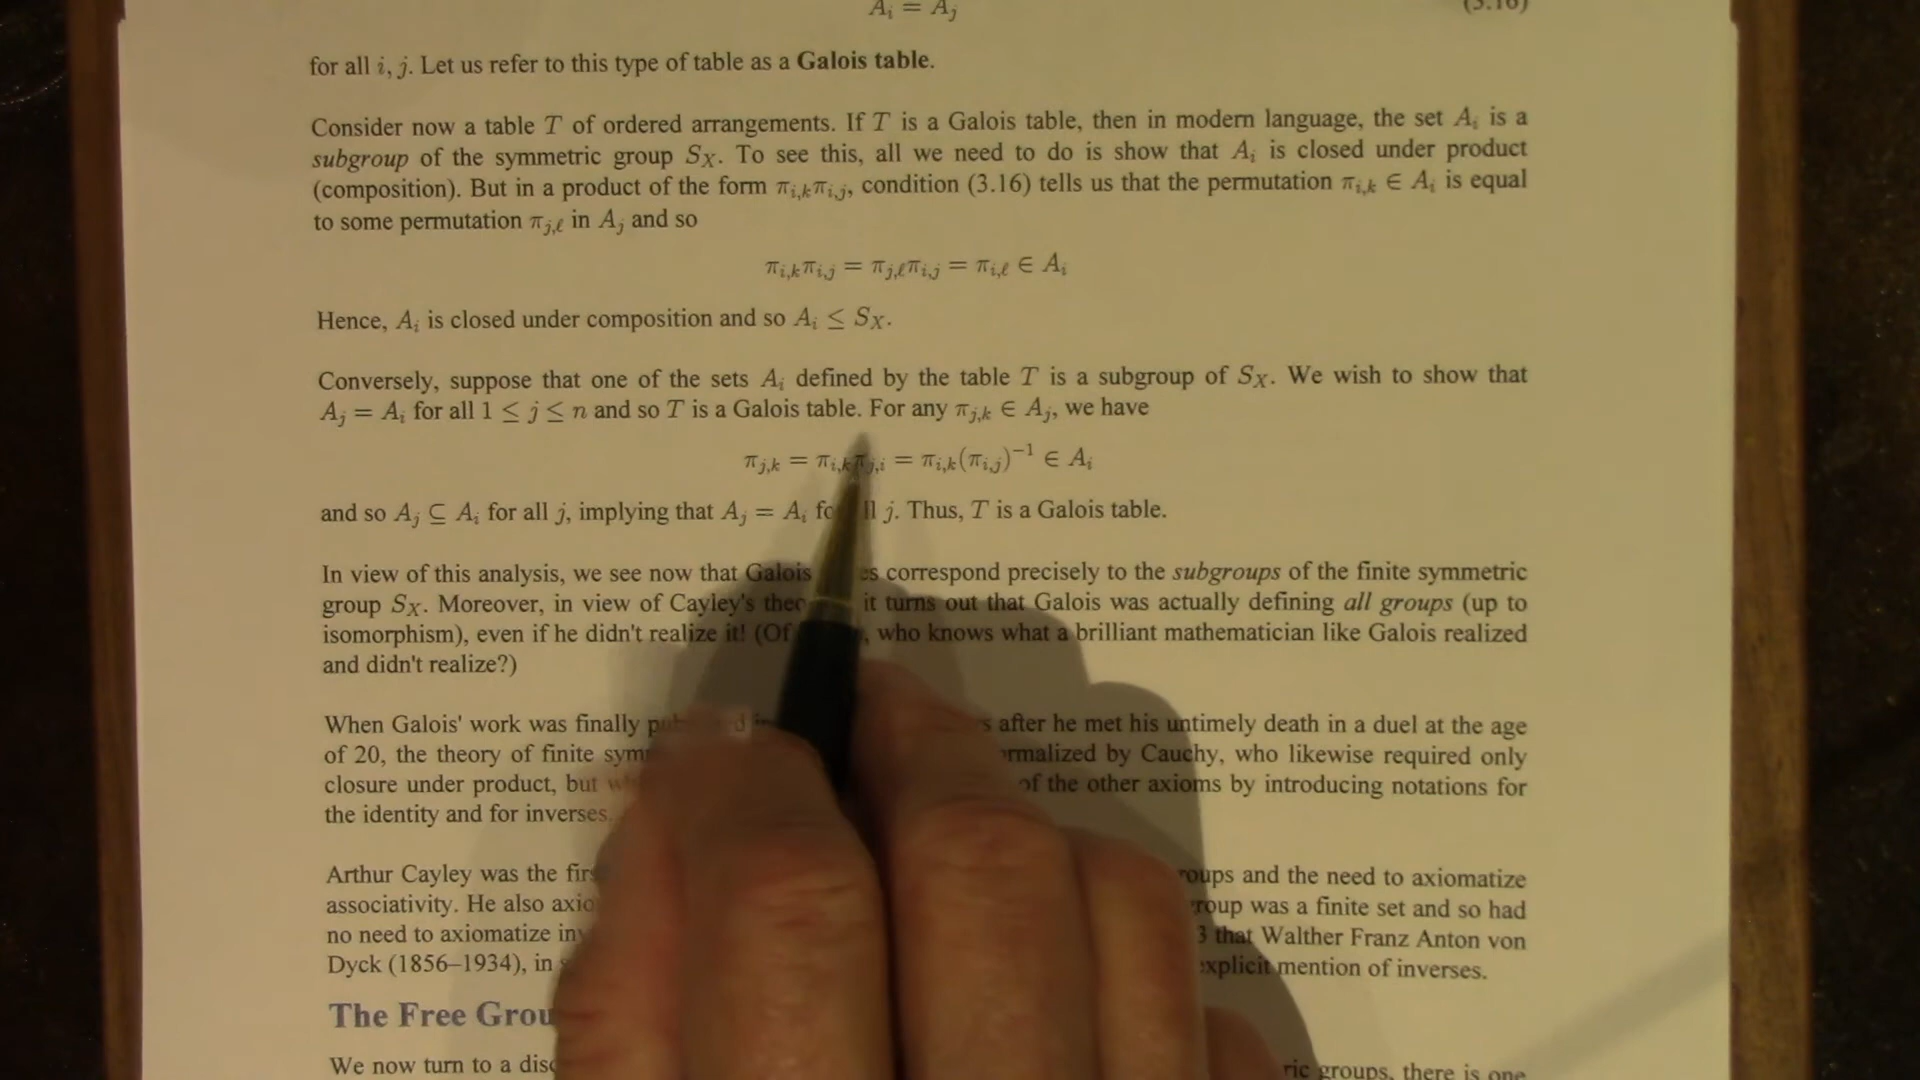 A_i = A_j
for all i, j. Let us refer to this type of table as a Galois table.
Consider now a table T of ordered arrangements. If T is a Galois table, then in modern language, the set A_i is a
subgroup of the symmetric group S_X. To see this, all we need to do is show that A_i is closed under product
(composition). But in a product of the form π_{i,k}π_{i,j}, condition (3.16) tells us that the permutation π_{i,k} ∈ A_i is equal
to some permutation π_{j,ℓ} in A_j and so
π_{i,k}π_{i,j} = π_{j,ℓ}π_{i,j} = π_{i,ℓ} ∈ A_i
Hence, A_i is closed under composition and so A_i ≤ S_X.
Conversely, suppose that one of the sets A_i defined by the table T is a subgroup of S_X. We wish to show that
A_j = A_i for all 1 ≤ j ≤ n and so T is a Galois table. For any π_{j,k} ∈ A_j, we have
π_{j,k} = π_{i,k}π_{j,i} = π_{i,k}(π_{i,j})^{-1} ∈ A_i
and so A_j ⊆ A_i for all j, implying that A_j = A_i j. Thus, T is a Galois table.
In view of this analysis, we see now that Galois correspond precisely to the subgroups of the finite symmetric
group S_X. Moreover, in view of Cayley's it turns out that Galois was actually defining all groups (up to
isomorphism), even if he didn't realize it! (Of , who knows what a brilliant mathematician like Galois realized
and didn't realize?)
When Galois' work was finally after he met his untimely death in a duel at the age
of 20, the theory of finite by Cauchy, who likewise required only
closure under product, but of the other axioms by introducing notations for
the identity and for inverses.
Arthur Cayley was the and the need to axiomatize
associativity. He also was a finite set and so had
no need to axiomatize that Walther Franz Anton von
Dyck (1856–1934), in explicit mention of inverses.
The Free
We now turn to a groups, there is one